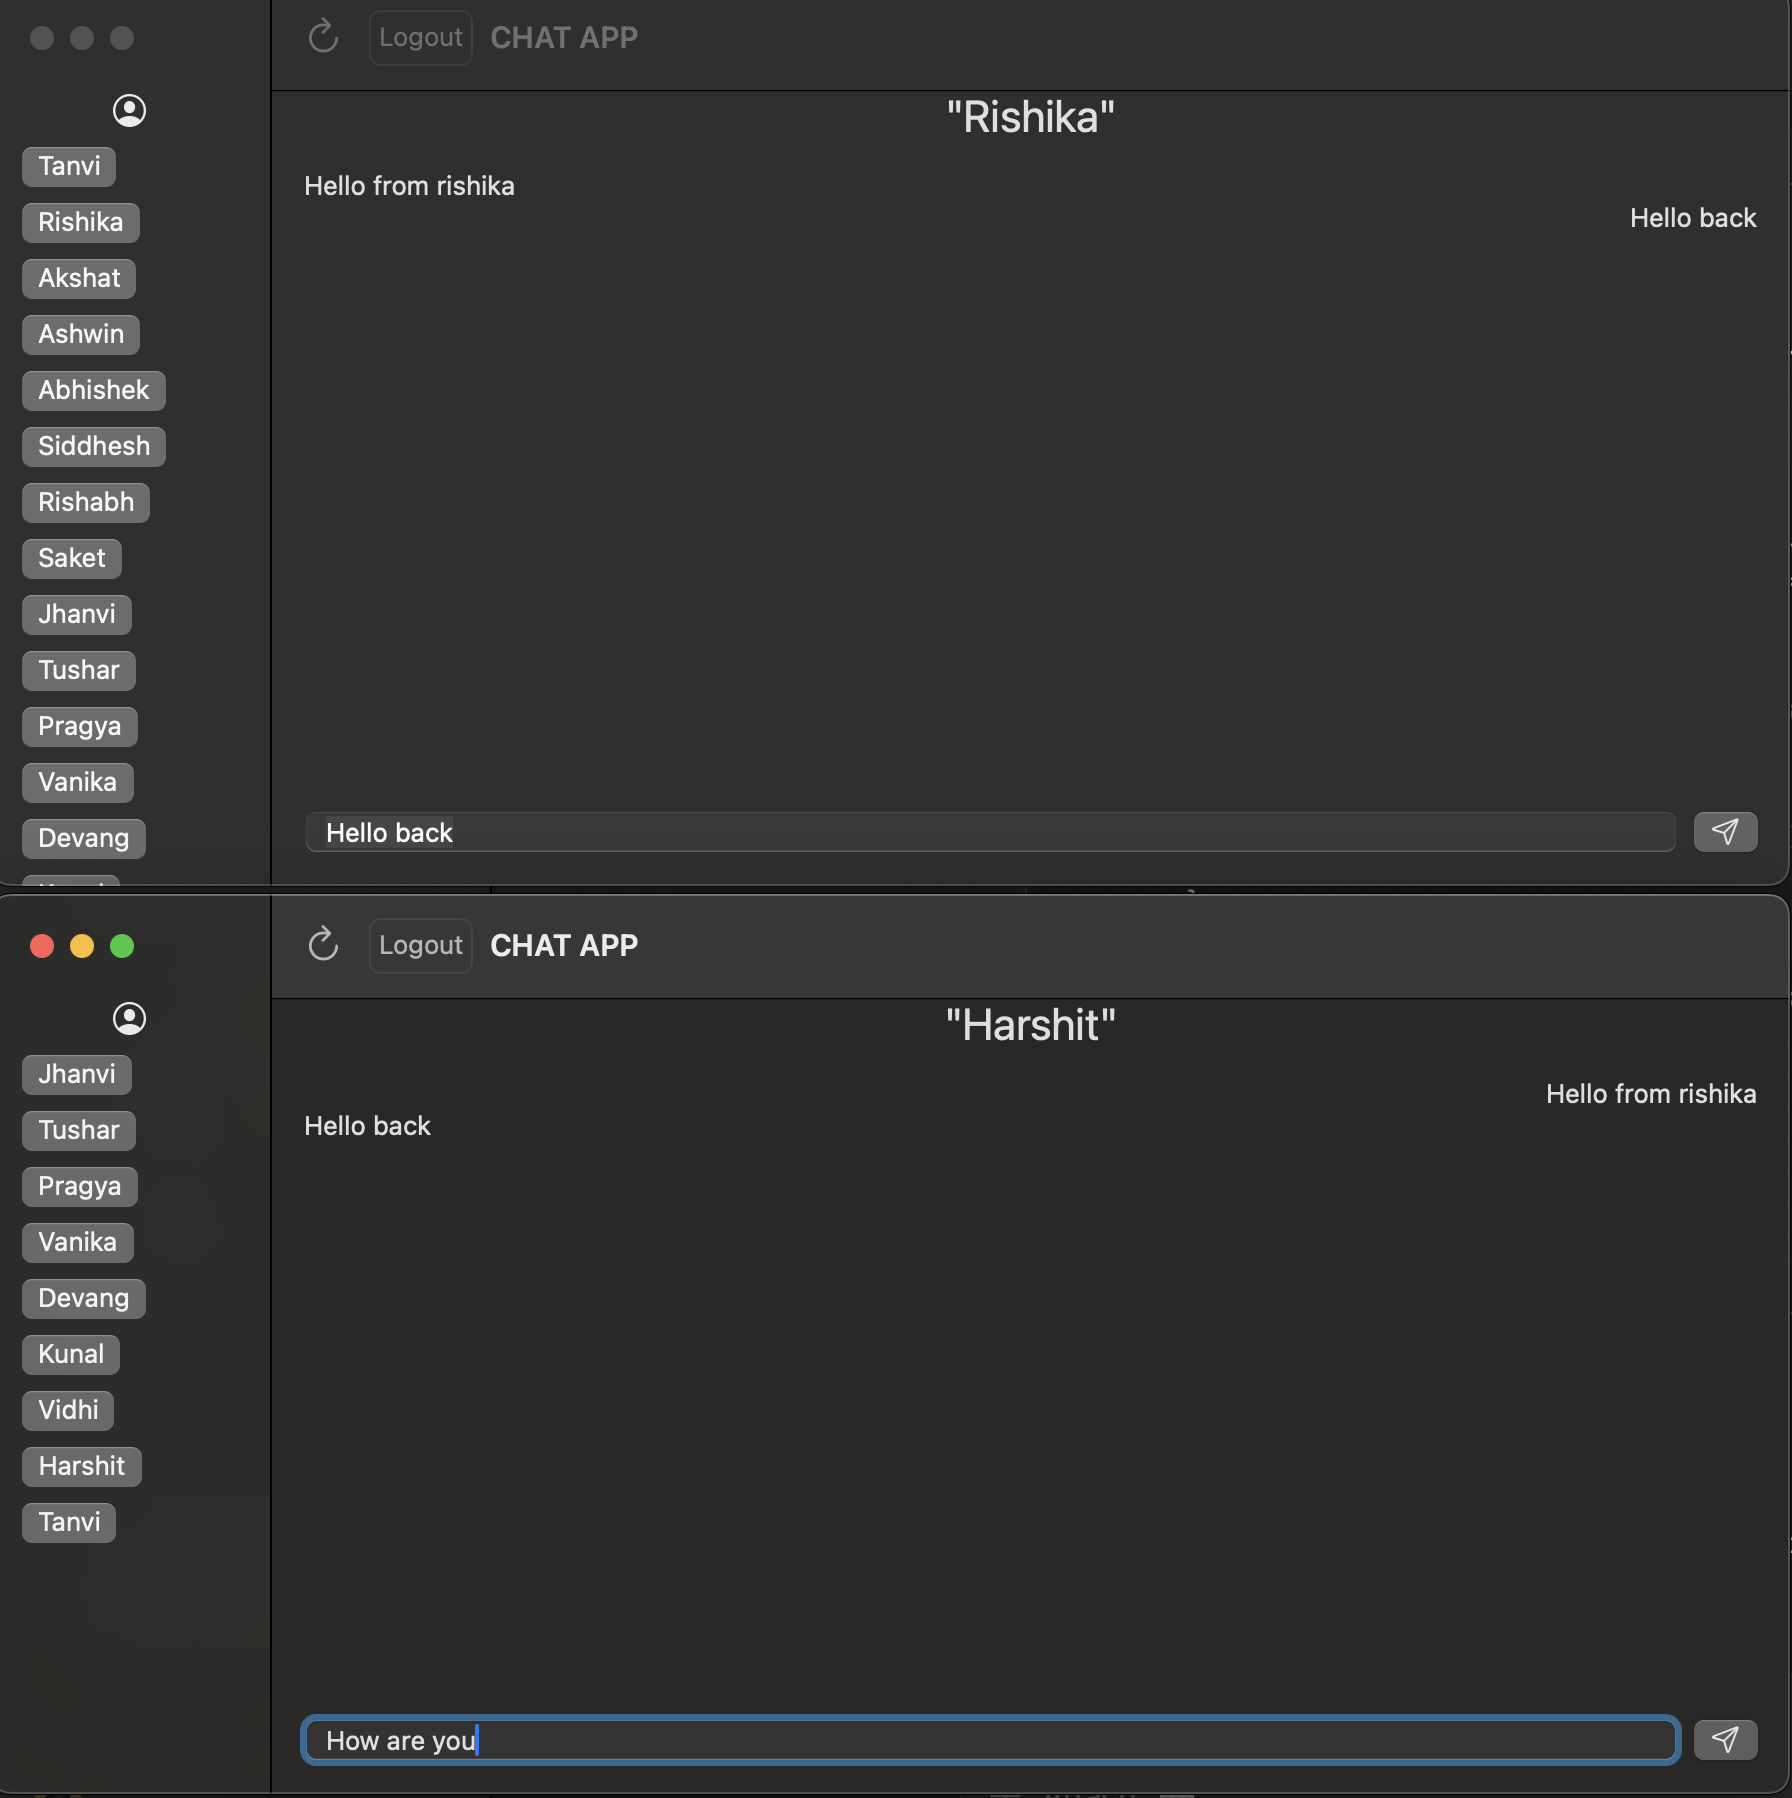 Logout CHAT APP
"Rishika"
Tanvi
Rishika
Akshat
Ashwin
Abhishek
Siddhesh
Rishabh
Saket
Jhanvi
Tushar
Pragya
Vanika
Devang
Hello from rishika
Hello back
Hello back
Logout CHAT APP
"Harshit"
Jhanvi
Tushar
Pragya
Vanika
Devang
Kunal
Vidhi
Harshit
Tanvi
Hello from rishika
Hello back
How are you